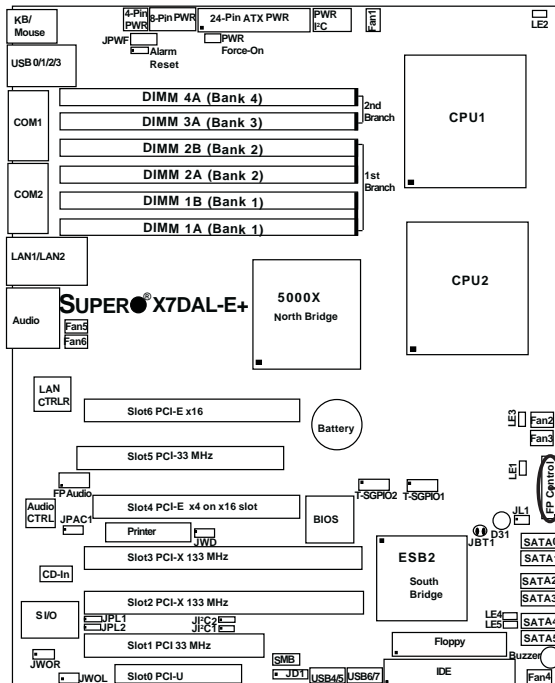 KB/
Mouse
4-Pin
PWR
8-Pin PWR
24-Pin ATX PWR
PWR
I²C
Fan1
LE2
JPWF
Alarm
Reset
PWR
Force-On
USB 0/1/2/3
DIMM 4A (Bank 4)
DIMM 3A (Bank 3)
2nd
Branch
DIMM 2B (Bank 2)
DIMM 2A (Bank 2)
DIMM 1B (Bank 1)
DIMM 1A (Bank 1)
1st
Branch
COM1
COM2
CPU1
CPU2
LAN1/LAN2
Audio
Fan5
Fan6
SUPER® X7DAL-E+
5000X
North Bridge
LAN
CTRLR
Slot6 PCI-E x16
Battery
LE3
Fan2
Fan3
Slot5 PCI-33 MHz
LE1
FP Control
FP Audio
T-SGPIO2
T-SGPIO1
Audio
CTRL
Slot4 PCI-E x4 on x16 slot
BIOS
JPAC1
Printer
JWD
D31
JL1
JBT1
Slot3 PCI-X 133 MHz
ESB2
South
Bridge
SATA0
SATA1
SATA2
SATA3
SATA4
SATA5
CD-In
Slot2 PCI-X 133 MHz
SI/O
JPL1
JPL2
JI²C2
JI²C1
LE4
LE5
Slot1 PCI 33 MHz
Floppy
Buzzer
JWOR
JWOL
Slot0 PCI-U
SMB
JD1
USB4/5
USB6/7
IDE
Fan4